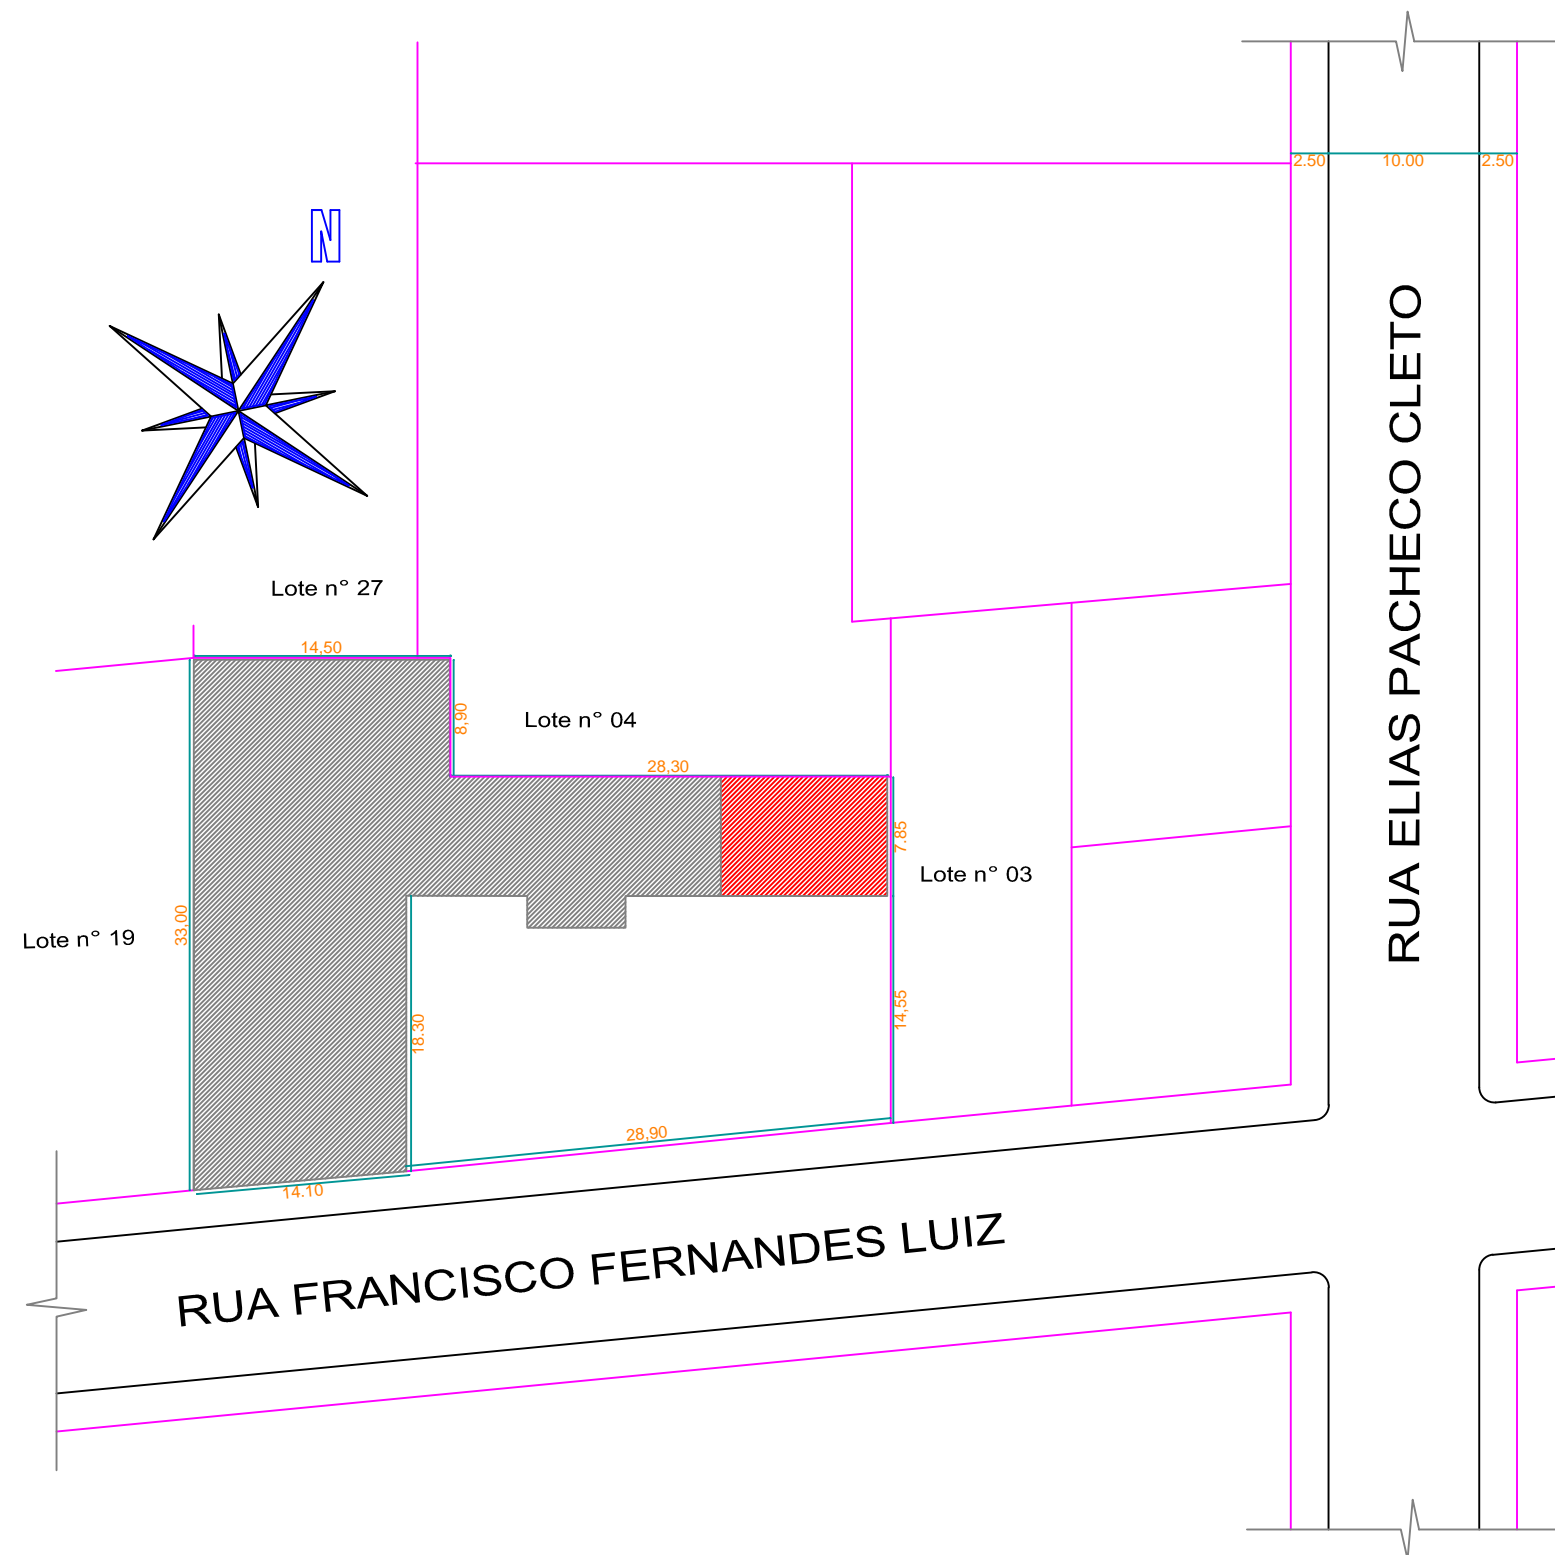 2.50
10.00
2.50
N
RUA ELIAS PACHECO CLETO
Lote n° 27
14,50
8,90
Lote n° 04
28,30
7.85
Lote n° 03
33,00
Lote n° 19
14,55
18.30
28,90
14.10
RUA FRANCISCO FERNANDES LUIZ